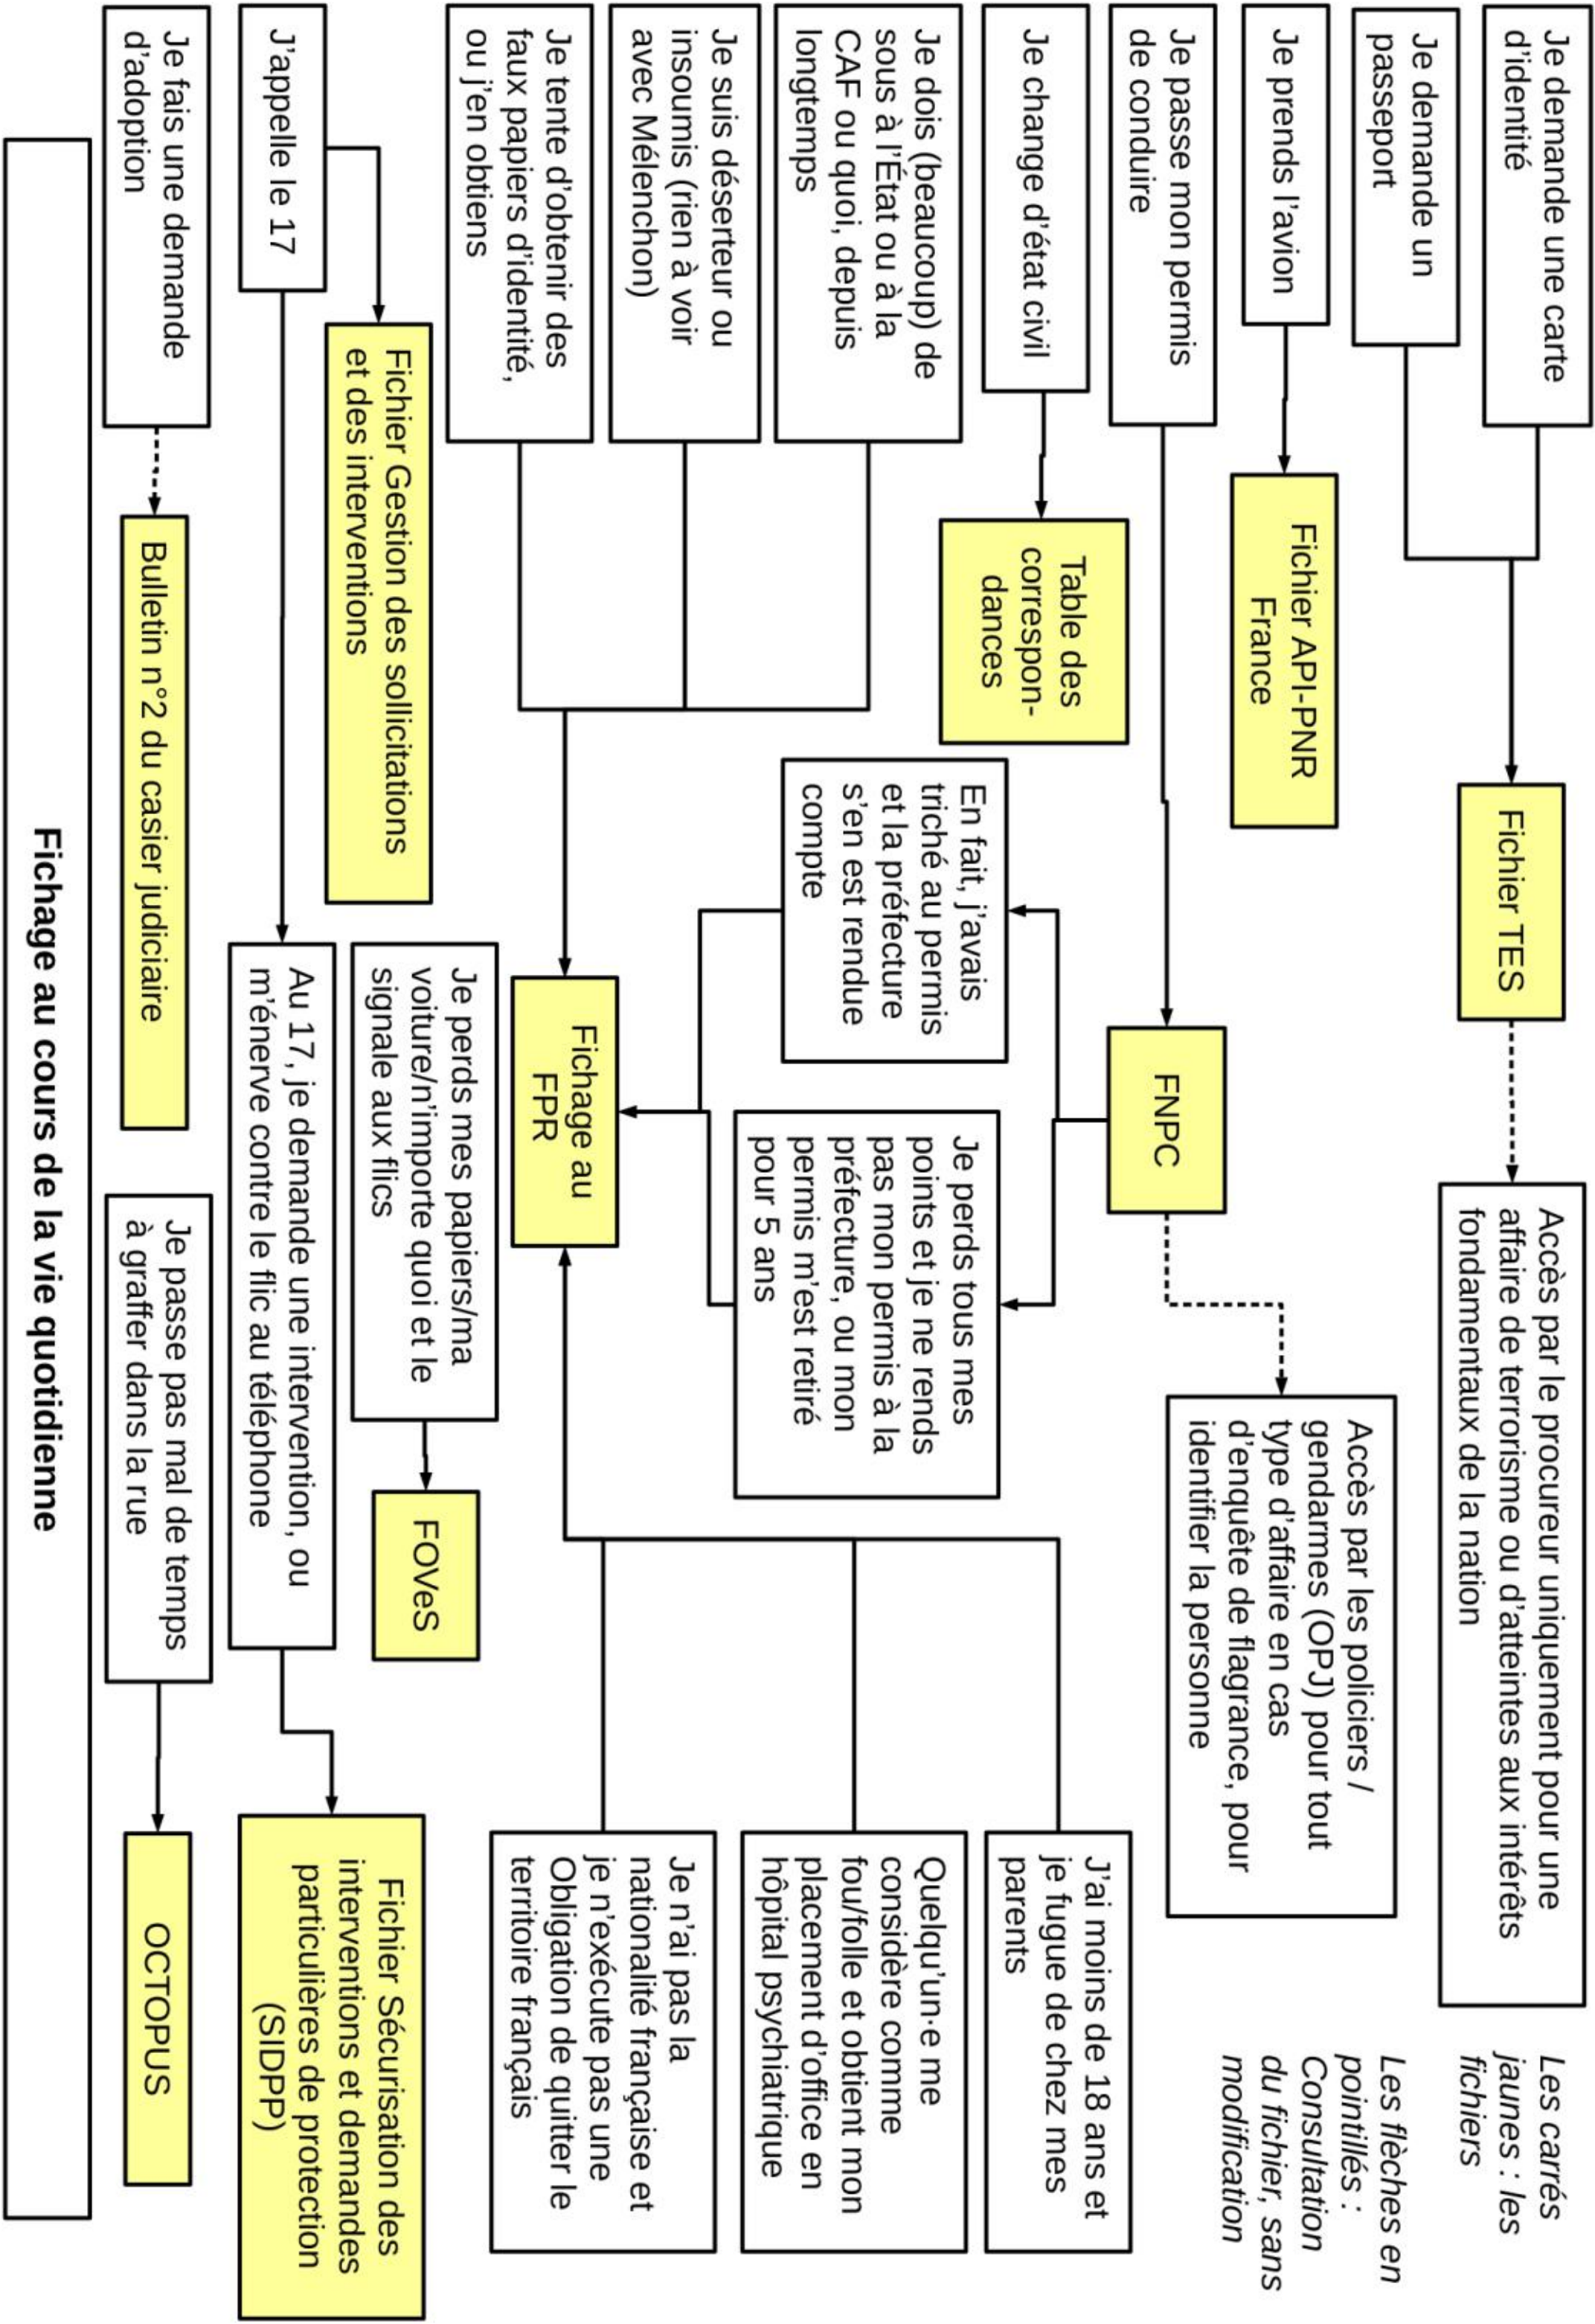 Je demande une carte
d'identité
Je demande un
passeport
Fichier TES
Accès par le procureur uniquement pour une
affaire de terrorisme ou d'atteintes aux intérêts
fondamentaux de la nation
Les carrés
jaunes : les
fichiers
Les flèches en
pointillés :
Consultation
du fichier, sans
modification
Je prends l'avion
Fichier API-PNR
France
Je passe mon permis
de conduire
FNPC
Accès par les policiers /
gendarmes (OPJ) pour tout
type d'affaire en cas
d'enquête de flagrance, pour
identifier la personne
Je change d'état civil
Table des
correspon-
dances
En fait, j'avais
triché au permis
et la préfecture
s'en est rendue
compte
Je perds tous mes
points et je ne rends
pas mon permis à la
préfecture, ou mon
permis m'est retiré
pour 5 ans
J'ai moins de 18 ans et
je fugue de chez mes
parents
Je dois (beaucoup) de
sous à l'État ou à la
CAF ou quoi, depuis
longtemps
Quelqu'un·e me
considère comme
fou/folle et obtient mon
placement d'office en
hôpital psychiatrique
Je suis déserteur ou
insoumis (rien à voir
avec Mélenchon)
Je n'ai pas la
nationalité française et
je n'exécute pas une
Obligation de quitter le
territoire français
Je tente d'obtenir des
faux papiers d'identité,
ou j'en obtiens
Fichage au
FPR
Je perds mes papiers/ma
voiture/n'importe quoi et le
signale aux flics
FOVeS
J'appelle le 17
Fichier Gestion des sollicitations
et des interventions
Au 17, je demande une intervention, ou
m'énerve contre le flic au téléphone
Fichier Sécurisation des
interventions et demandes
particulières de protection
(SIDPP)
Je fais une demande
d'adoption
Bulletin n°2 du casier judiciaire
Je passe pas mal de temps
à graffer dans la rue
OCTOPUS
Fichage au cours de la vie quotidienne